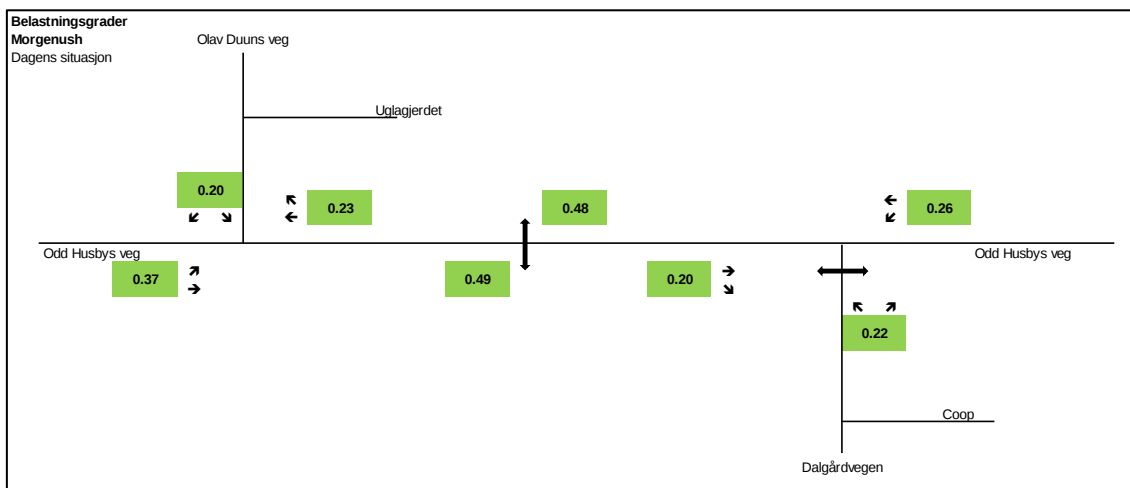 Belastningsgrader
Morgenush
Dagens situasjon
Olav Duuns veg
Uglagjerdet
0.20
0.23
0.48
0.26
Odd Husbys veg
Odd Husbys veg
0.37
0.49
0.20
0.22
Coop
Dalgårdvegen